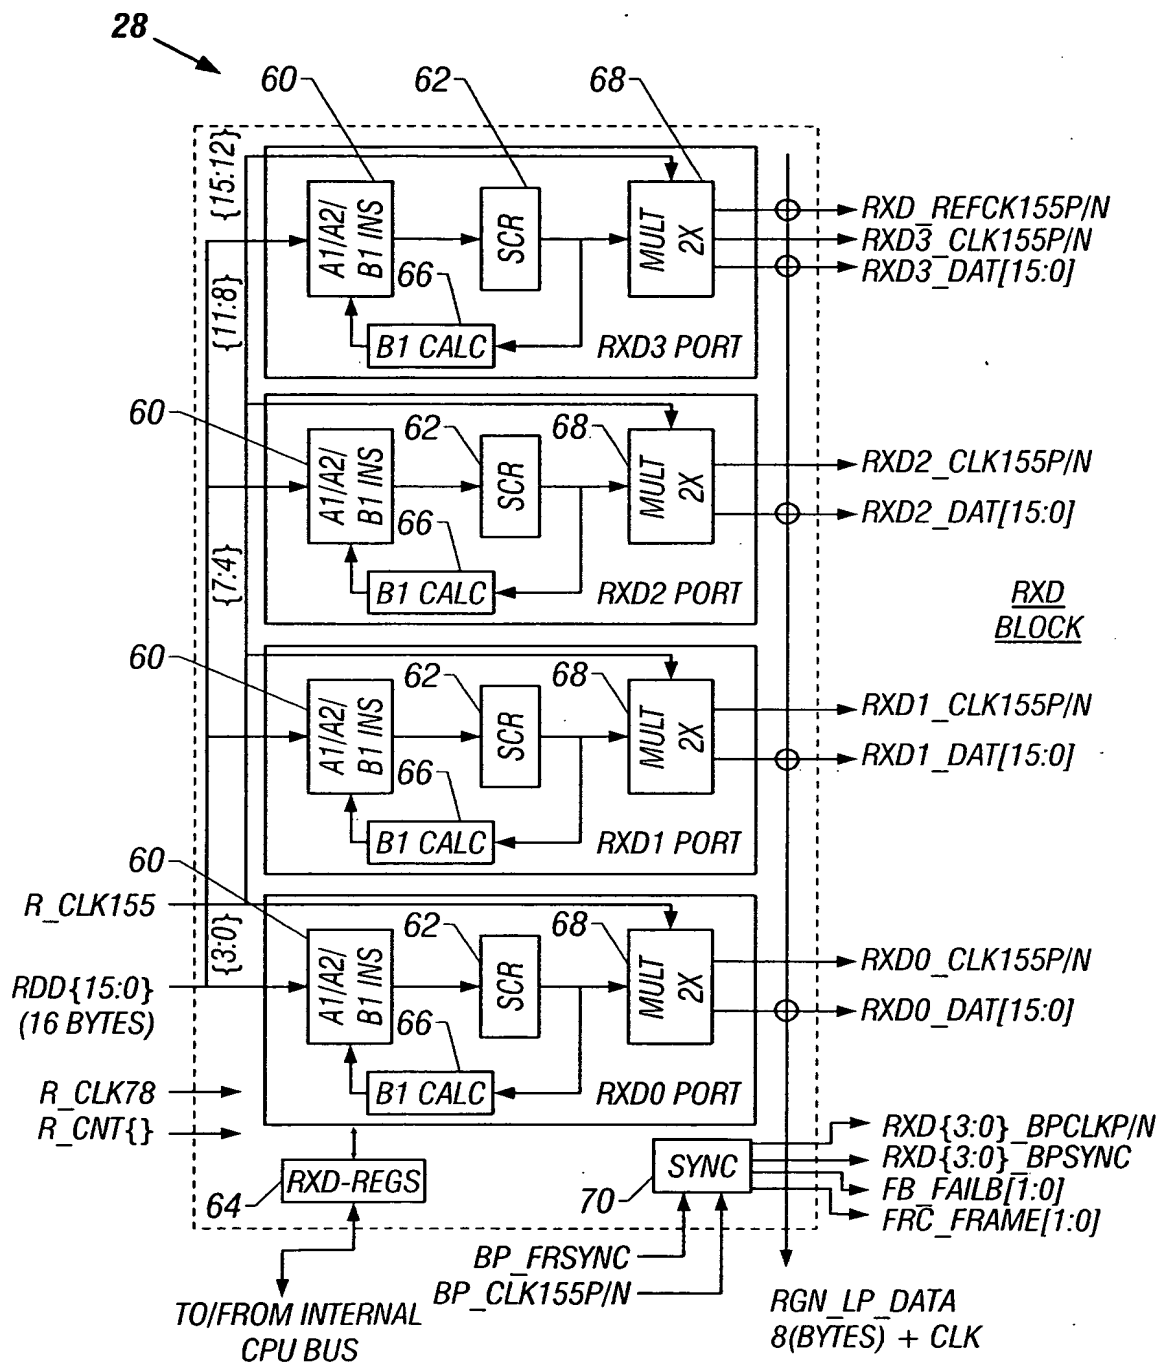 28
60
62
68
{15:12}
A1/A2/
B1 INS
SCR
MULT
2X
RXD_REFCK155P/N
RXD3_CLK155P/N
RXD3_DAT[15:0]
66
{11:8}
B1 CALC
RXD3 PORT
60
62
68
A1/A2/
B1 INS
SCR
MULT
2X
RXD2_CLK155P/N
RXD2_DAT[15:0]
66
{7:4}
B1 CALC
RXD2 PORT
RXD
BLOCK
60
62
68
A1/A2/
B1 INS
SCR
MULT
2X
RXD1_CLK155P/N
RXD1_DAT[15:0]
66
B1 CALC
RXD1 PORT
60
R_CLK155
{3:0}
62
68
A1/A2/
B1 INS
SCR
MULT
2X
RXD0_CLK155P/N
RDD{15:0}
(16 BYTES)
RXD0_DAT[15:0]
66
R_CLK78
B1 CALC
RXD0 PORT
R_CNT{}
RXD{3:0}_BPCLKP/N
RXD{3:0}_BPSYNC
FB_FAILB[1:0]
FRC_FRAME[1:0]
SYNC
RXD-REGS
64
70
BP_FRSYNC
BP_CLK155P/N
TO/FROM INTERNAL
CPU BUS
RGN_LP_DATA
8(BYTES) + CLK